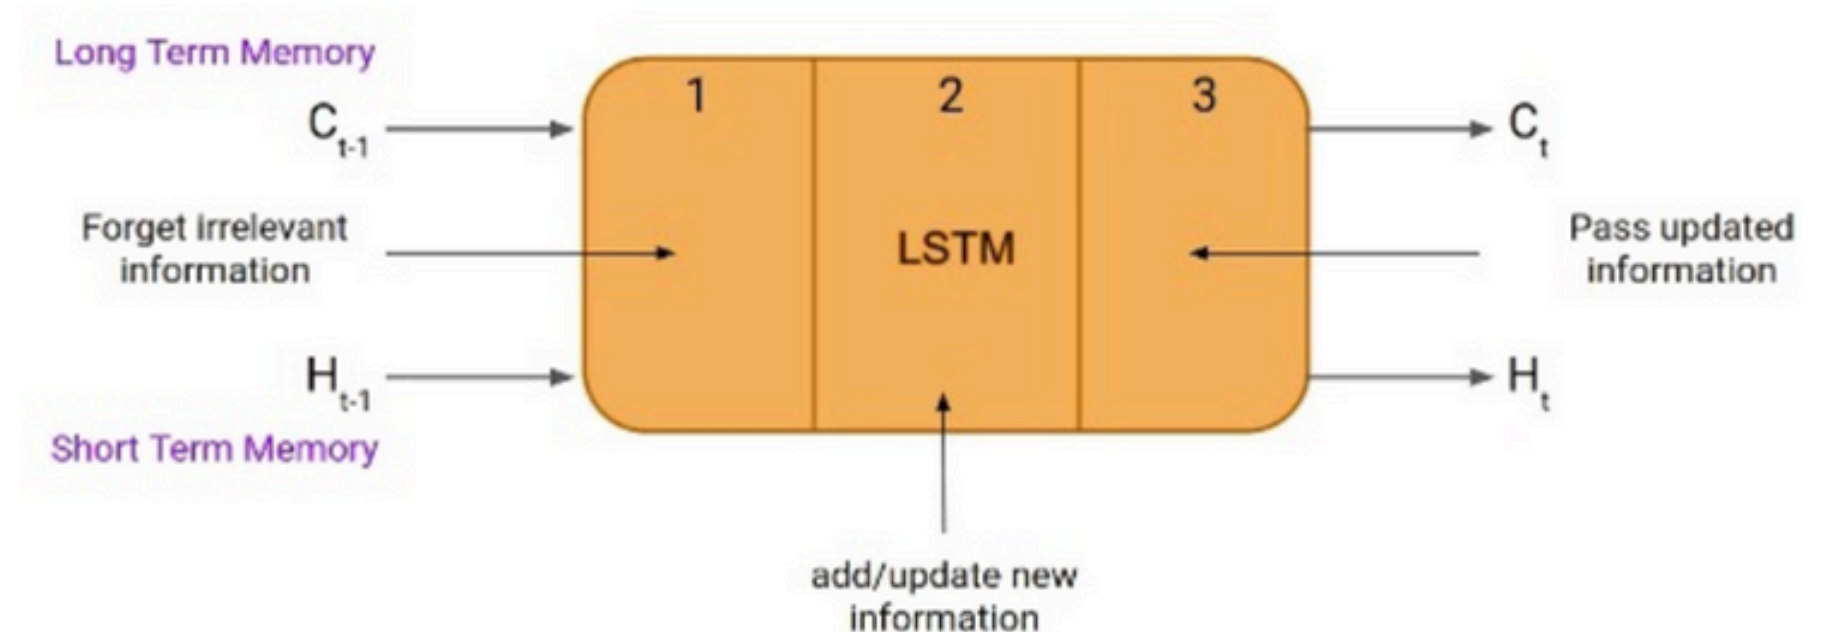 Long Term Memory
1 2 3
C t-1
C t
Forget irrelevant
information
LSTM
Pass updated
information
H t-1
H t
Short Term Memory
add/update new
information